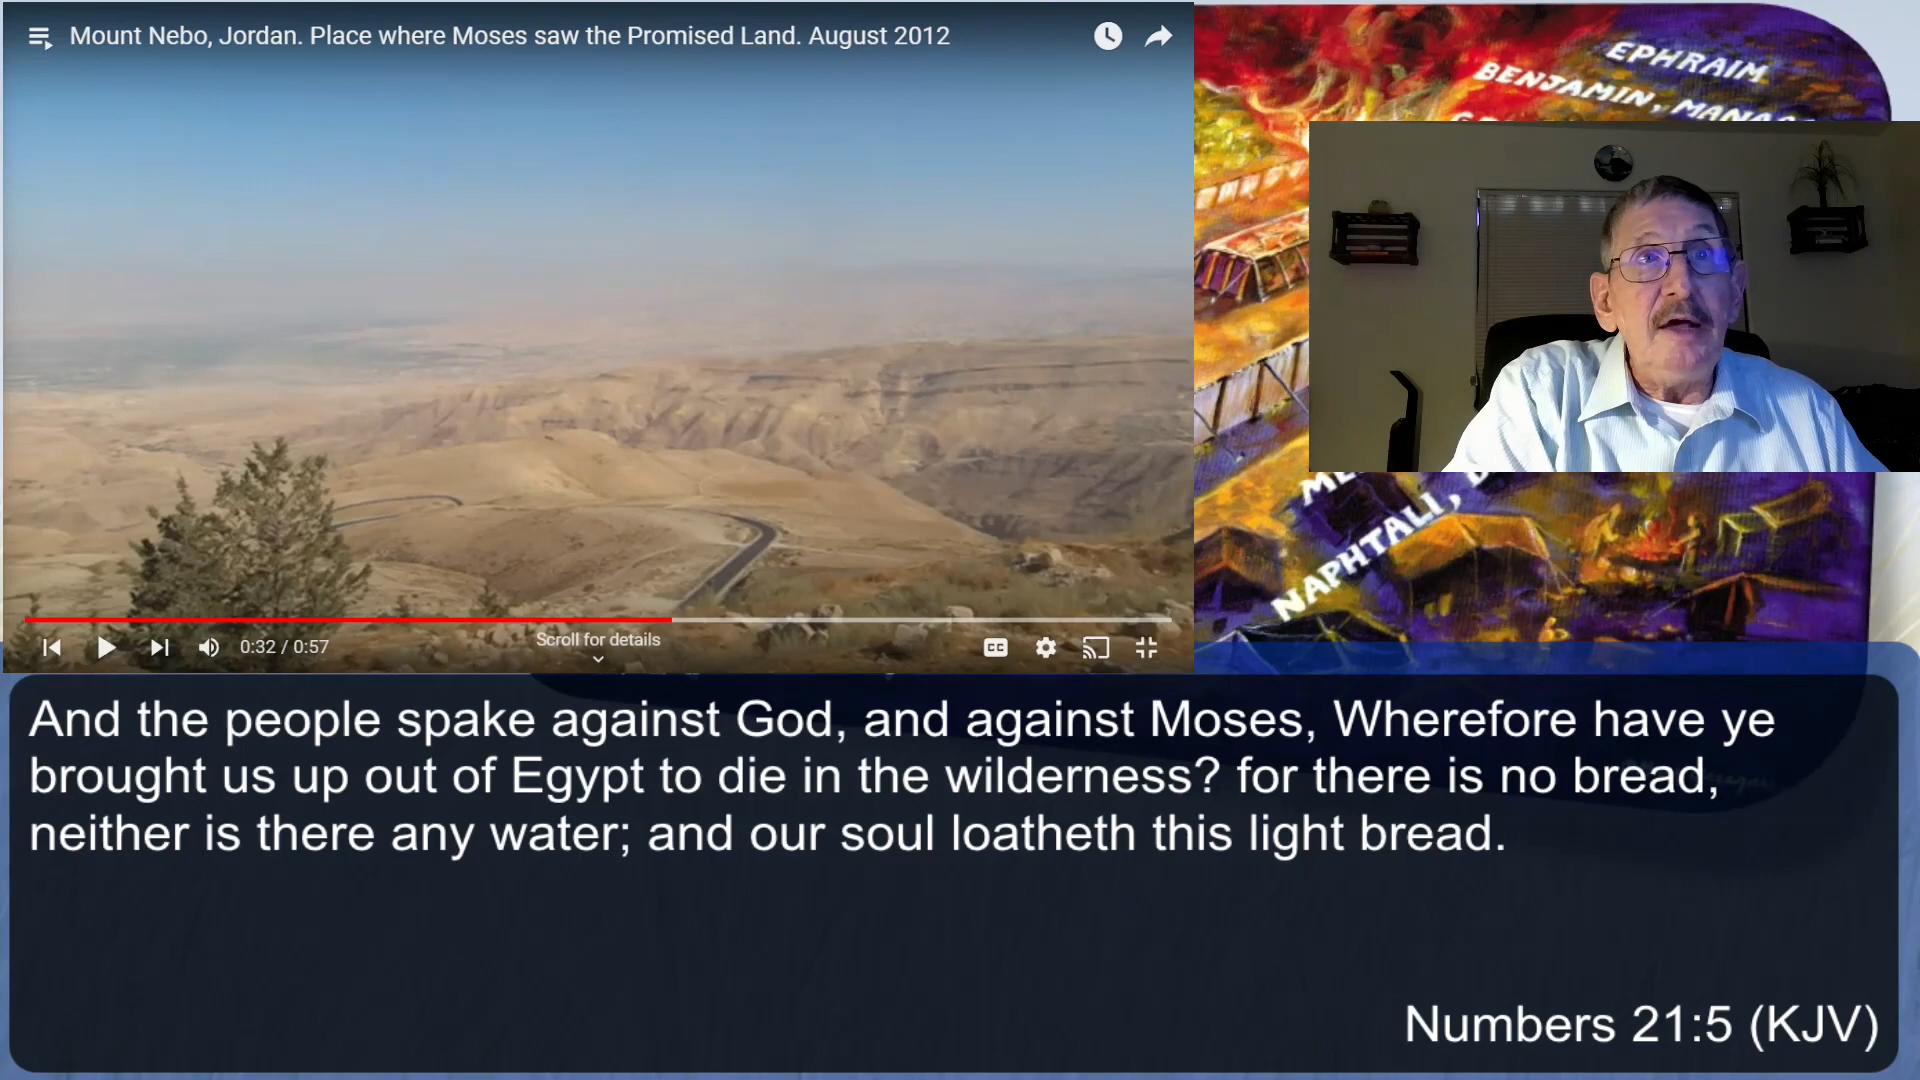 Mount Nebo, Jordan. Place where Moses saw the Promised Land. August 2012
EPHRAIM
BENJAMIN,
NAPHTALI,
0:32 / 0:57
Scroll for details
CC
And the people spake against God, and against Moses, Wherefore have ye
brought us up out of Egypt to die in the wilderness? for there is no bread,
neither is there any water; and our soul loatheth this light bread.
Numbers 21:5 (KJV)